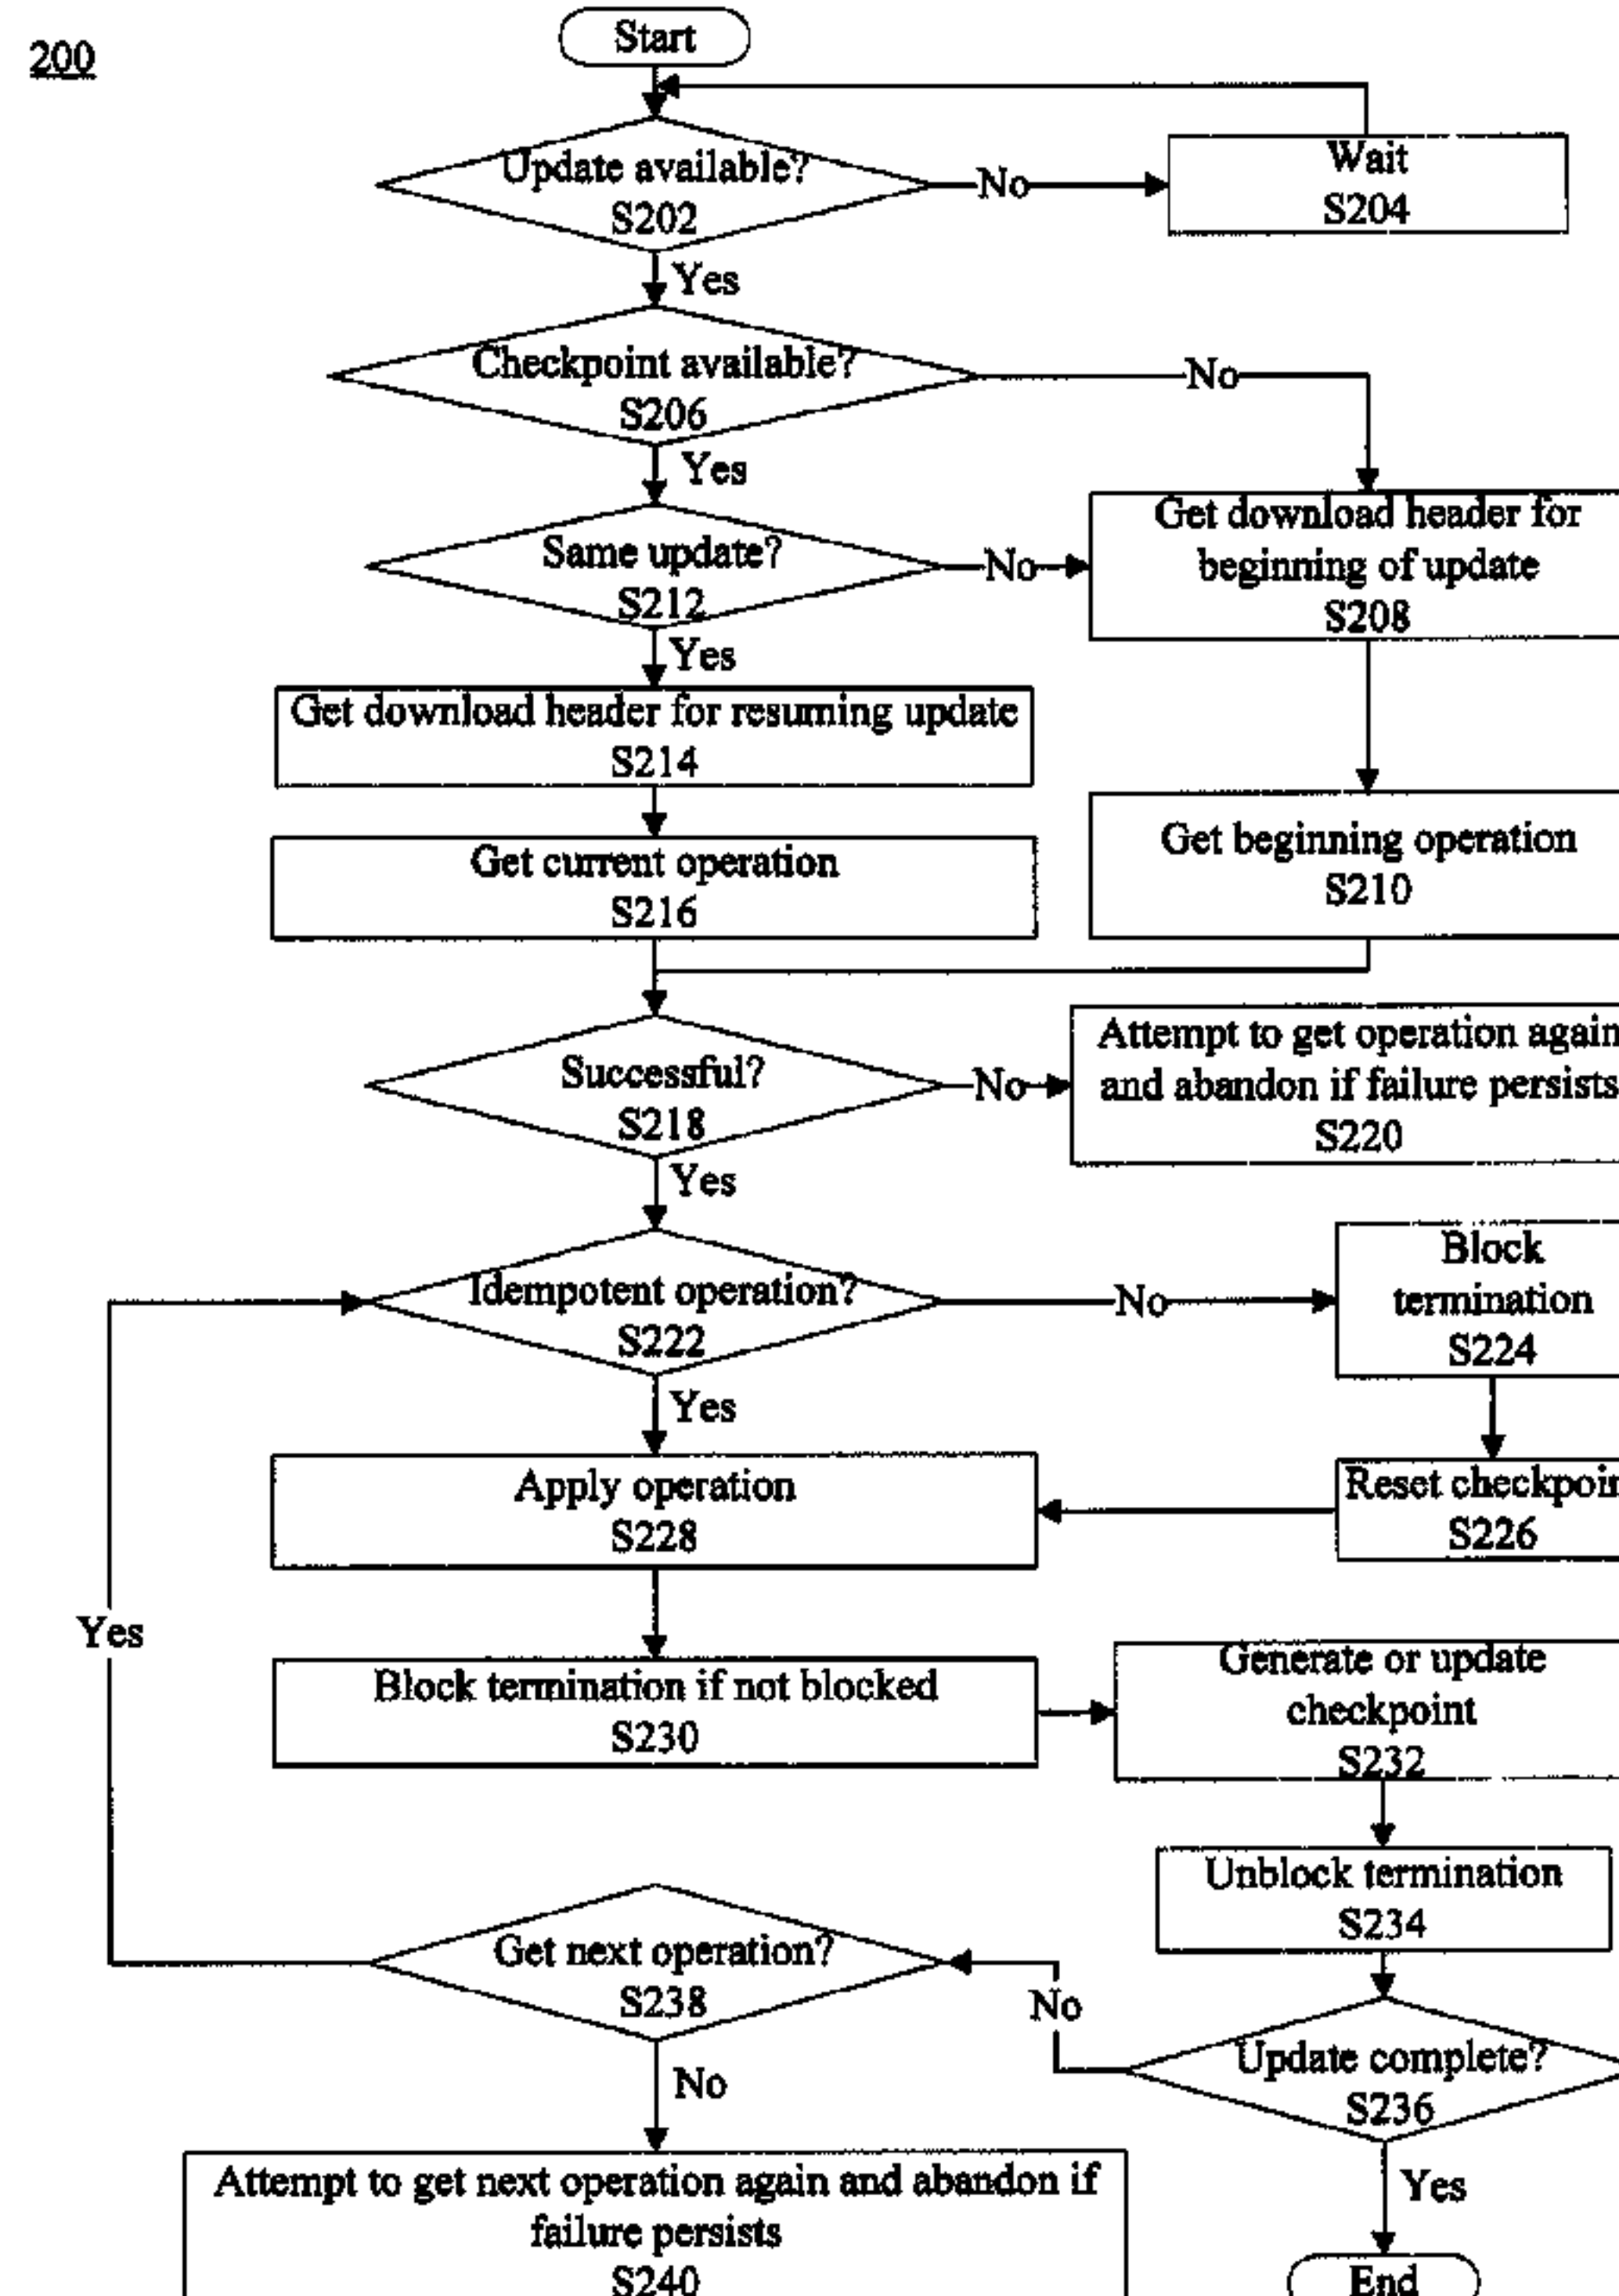 200
Start
Update available?
S202
No
Wait
S204
Yes
Checkpoint available?
S206
No
Yes
Same update?
S212
No
Get download header for
beginning of update
S208
Yes
Get download header for resuming update
S214
Get current operation
S216
Get beginning operation
S210
Successful?
S218
No
Attempt to get operation again
and abandon if failure persists
S220
Yes
Idempotent operation?
S222
No
Block
termination
S224
Yes
Apply operation
S228
Reset checkpoin
S226
Yes
Block termination if not blocked
S230
Generate or update
checkpoint
S232
Unblock termination
S234
Get next operation?
S238
No
Update complete?
S236
No
Yes
Attempt to get next operation again and abandon if
failure persists
S240
End